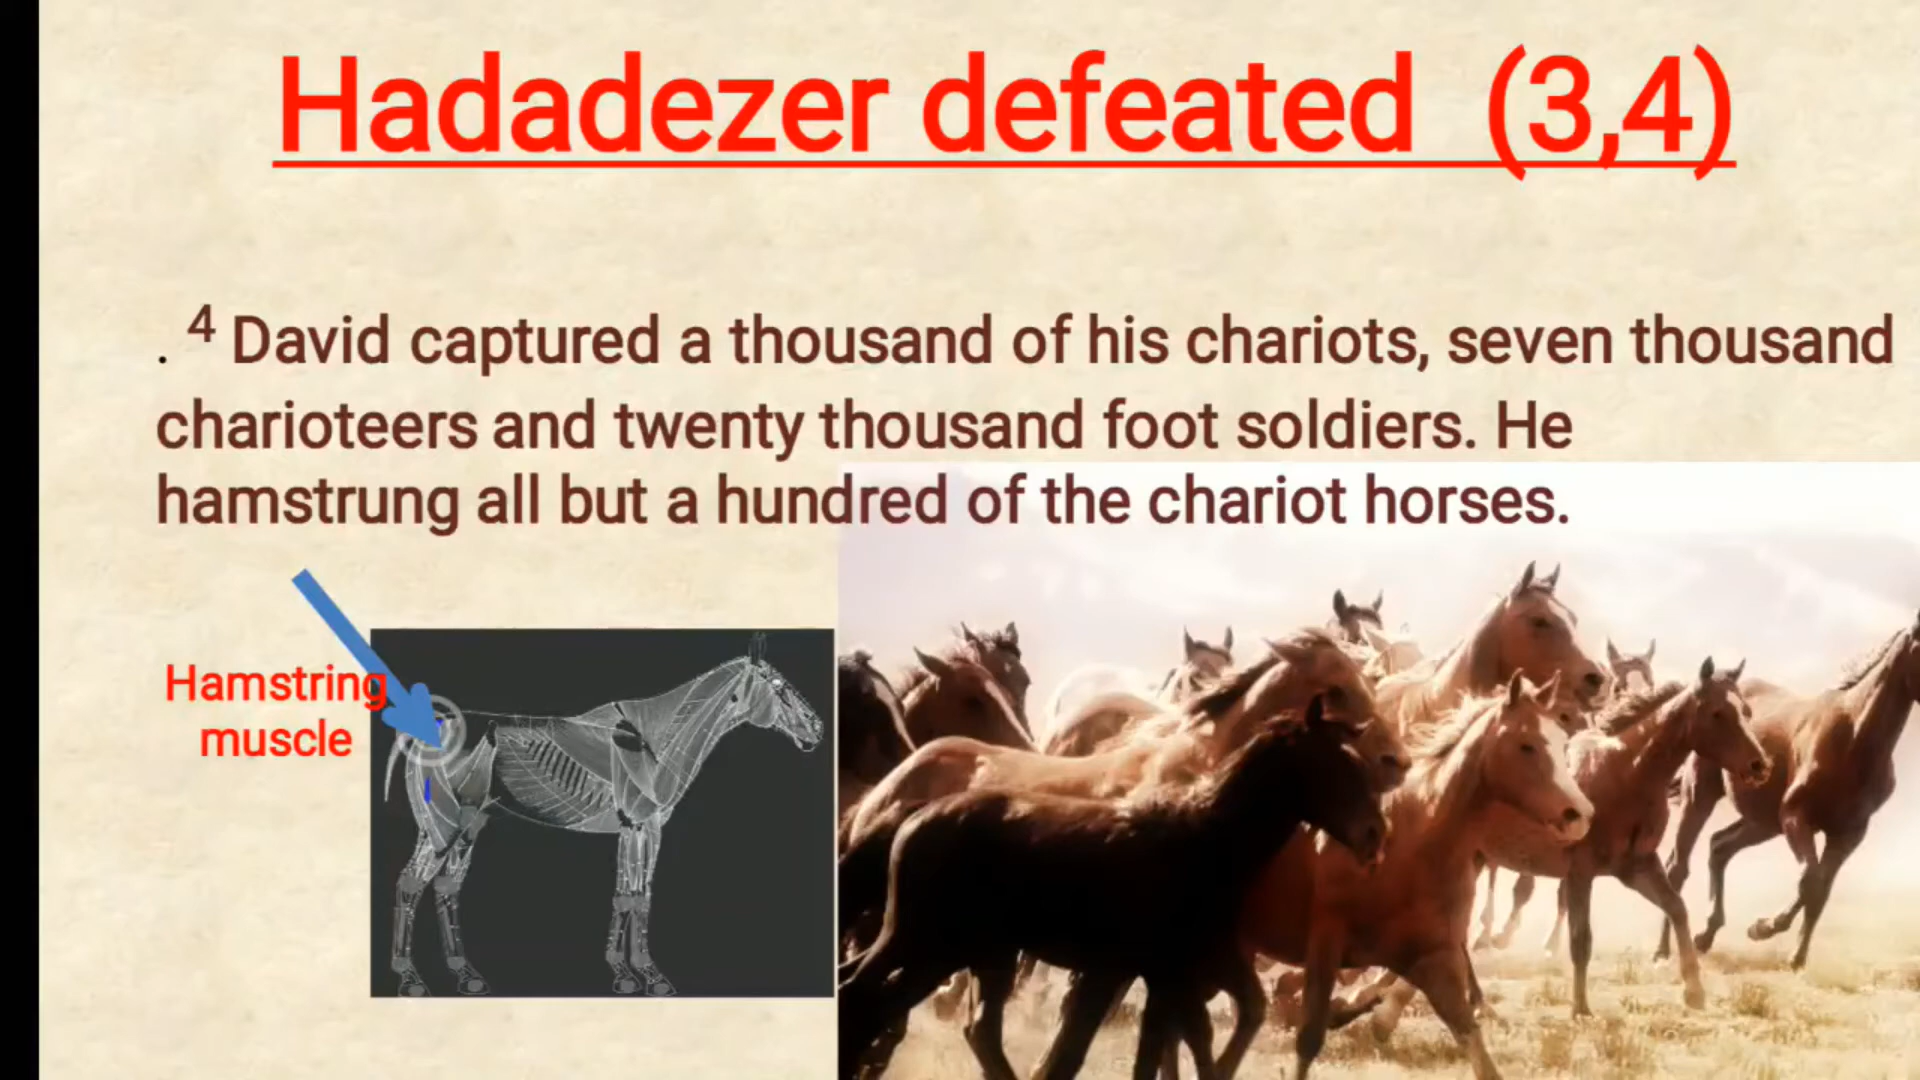 Hadadezer defeated (3,4)
. 4 David captured a thousand of his chariots, seven thousand
charioteers and twenty thousand foot soldiers. He
hamstrung all but a hundred of the chariot horses.
Hamstring
muscle